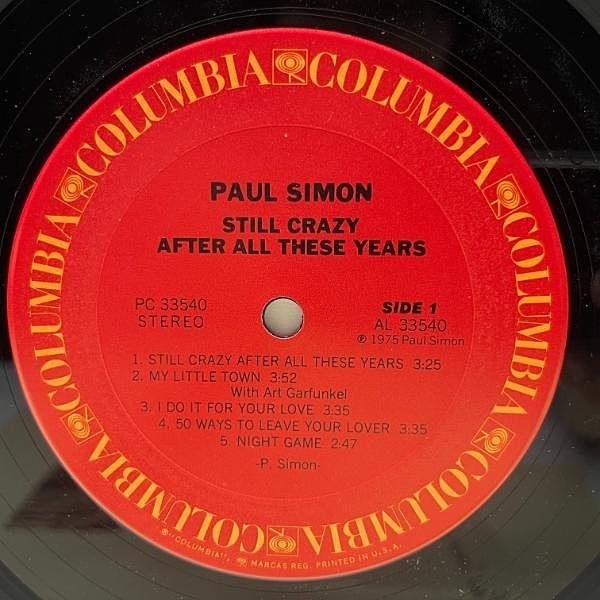 COLUMBIA COLUMBIA COLUMBIA COLUMBIA COLUMBIA COLUMBIA COLUMBIA
PAUL SIMON
STILL CRAZY
AFTER ALL THESE YEARS
PC 33540
STEREO
SIDE 1
AL 33540
℗ 1975 Paul Simon
1. STILL CRAZY AFTER ALL THESE YEARS 3:25
2. MY LITTLE TOWN 3:52
With Art Garfunkel
3. I DO IT FOR YOUR LOVE 3:35
4. 50 WAYS TO LEAVE YOUR LOVER 3:35
5. NIGHT GAME 2:47
-P. Simon-
®"COLUMBIA", MARCAS REG. PRINTED IN U.S.A.